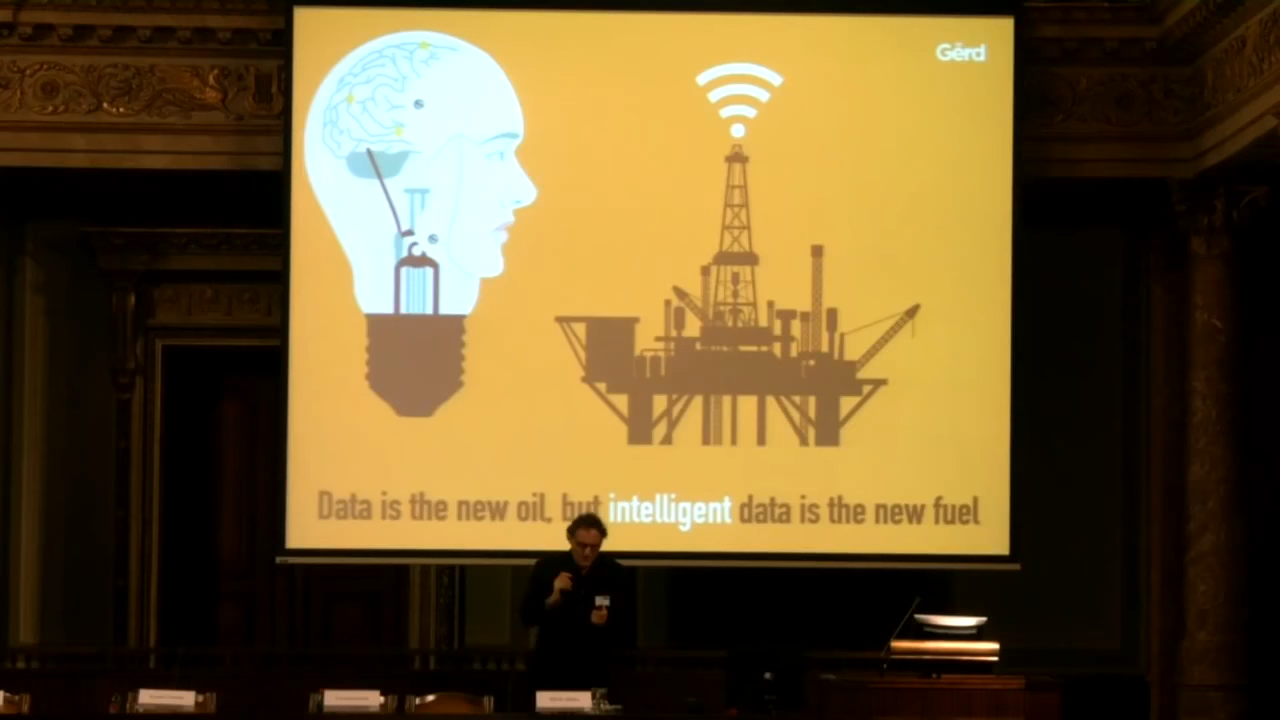 Gerd
Data is the new oil, but intelligent data is the new fuel